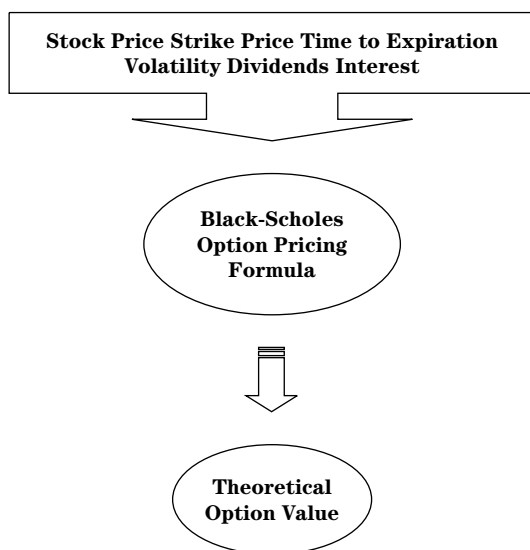 Stock Price Strike Price Time to Expiration
Volatility Dividends Interest
Black-Scholes
Option Pricing
Formula
Theoretical
Option Value